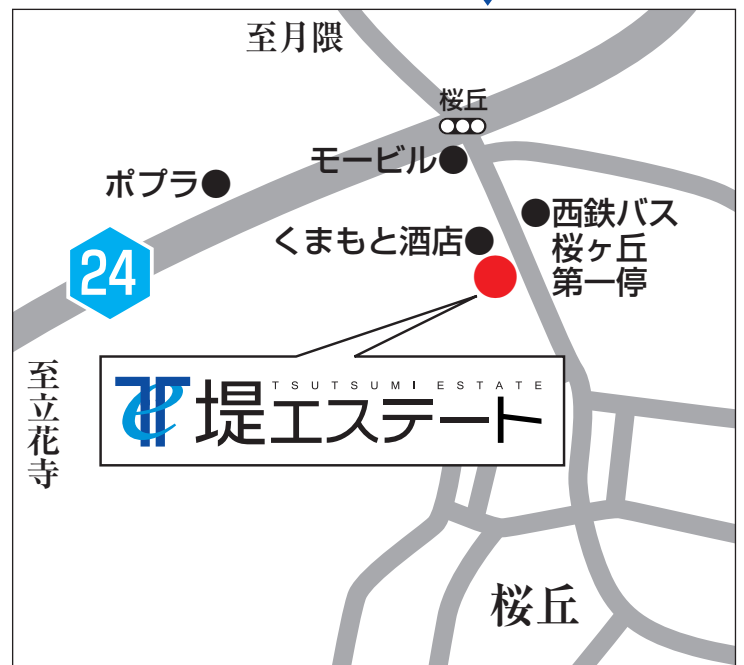 至月隈
桜丘
モービル
ポプラ
西鉄バス
桜ヶ丘
第一停
くまもと酒店
24
至立花寺
TSUTSUMI ESTATE
堤エステート
桜丘